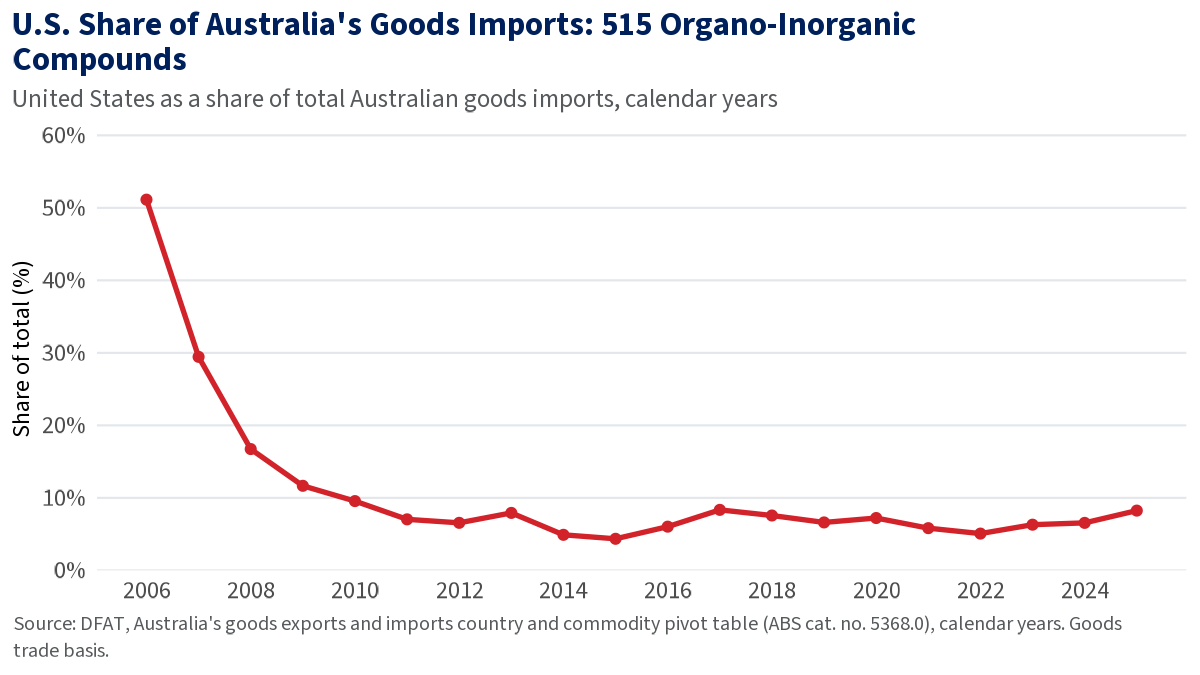 U.S. Share of Australia's Goods Imports: 515 Organo-Inorganic
Compounds
United States as a share of total Australian goods imports, calendar years
Share of total (%)
60%
50%
40%
30%
20%
10%
0%
2006 2008 2010 2012 2014 2016 2018 2020 2022 2024
Source: DFAT, Australia's goods exports and imports country and commodity pivot table (ABS cat. no. 5368.0), calendar years. Goods
trade basis.